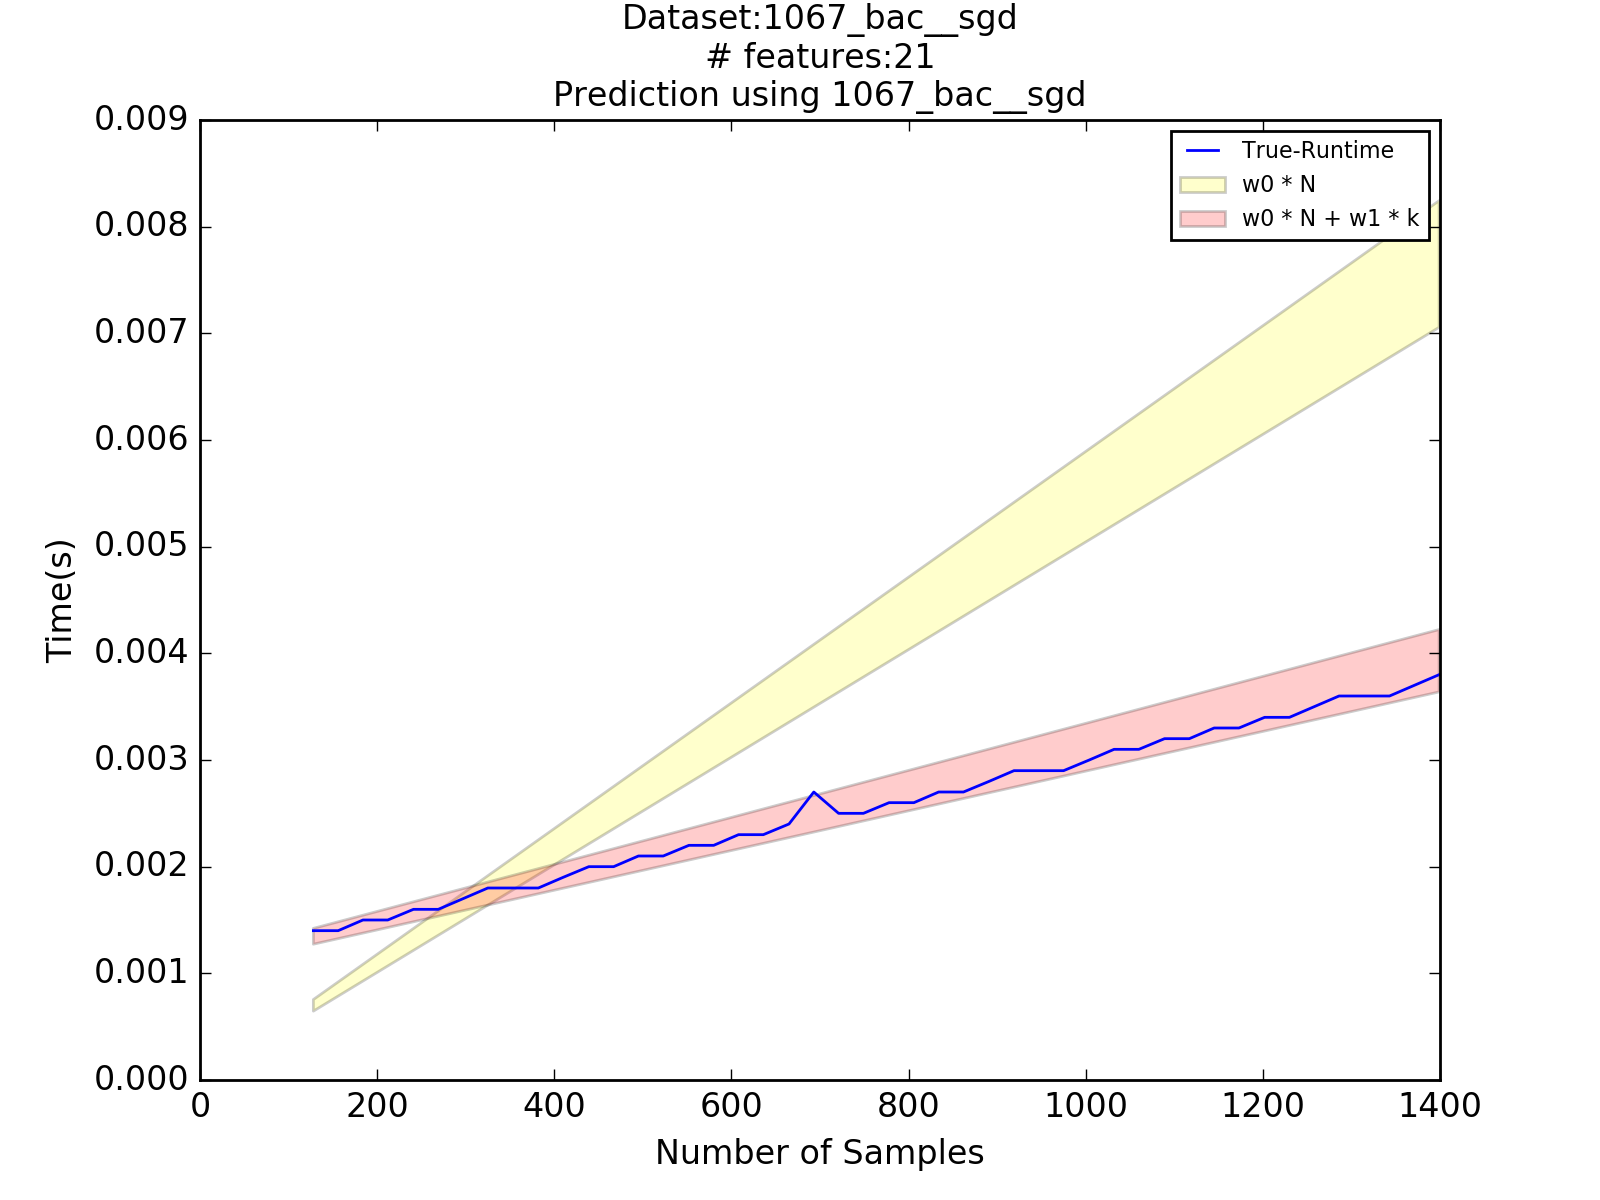 Dataset:1067_bac__sgd
# features:21
Prediction using 1067_bac__sgd
True-Runtime
w0 * N
w0 * N + w1 * k
0.009
0.008
0.007
0.006
0.005
0.004
0.003
0.002
0.001
0.000
Time(s)
0 200 400 600 800 1000 1200 1400
Number of Samples